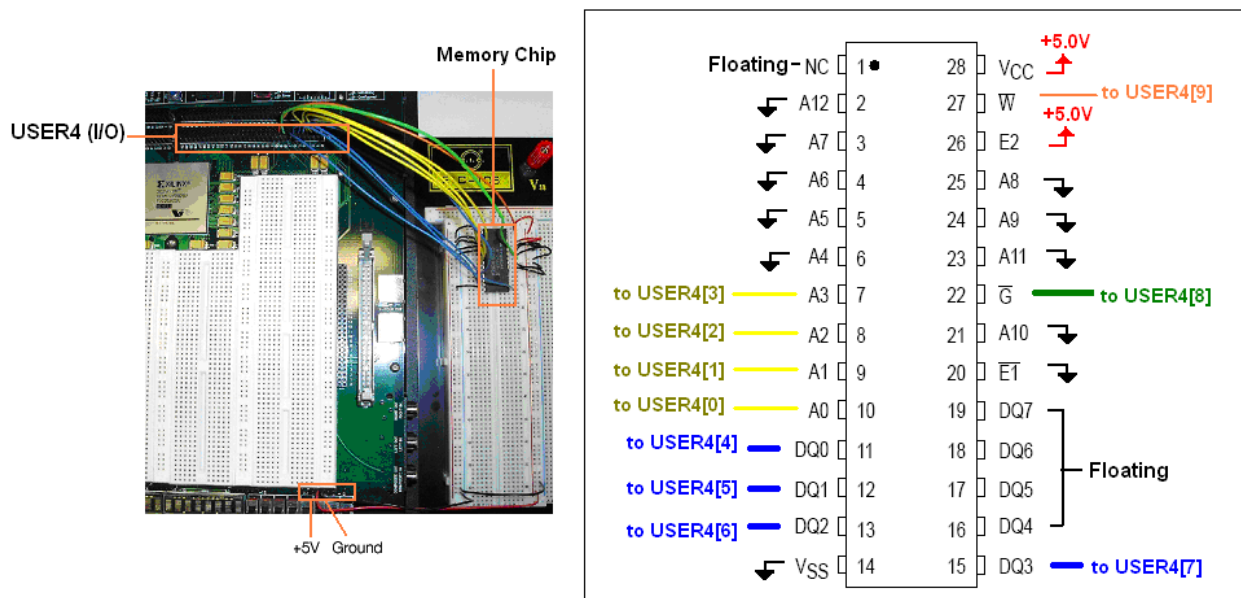 Memory Chip
USER4 (I/O)
XILINX
+5V Ground
Floating NC 1 28 VCC +5.0V
A12 2 27 W to USER4[9]
A7 3 26 E2 +5.0V
A6 4 25 A8
A5 5 24 A9
A4 6 23 A11
to USER4[3] A3 7 22 G to USER4[8]
to USER4[2] A2 8 21 A10
to USER4[1] A1 9 20 E1
to USER4[0] A0 10 19 DQ7
to USER4[4] DQ0 11 18 DQ6
Floating
to USER4[5] DQ1 12 17 DQ5
to USER4[6] DQ2 13 16 DQ4
VSS 14 15 DQ3 to USER4[7]